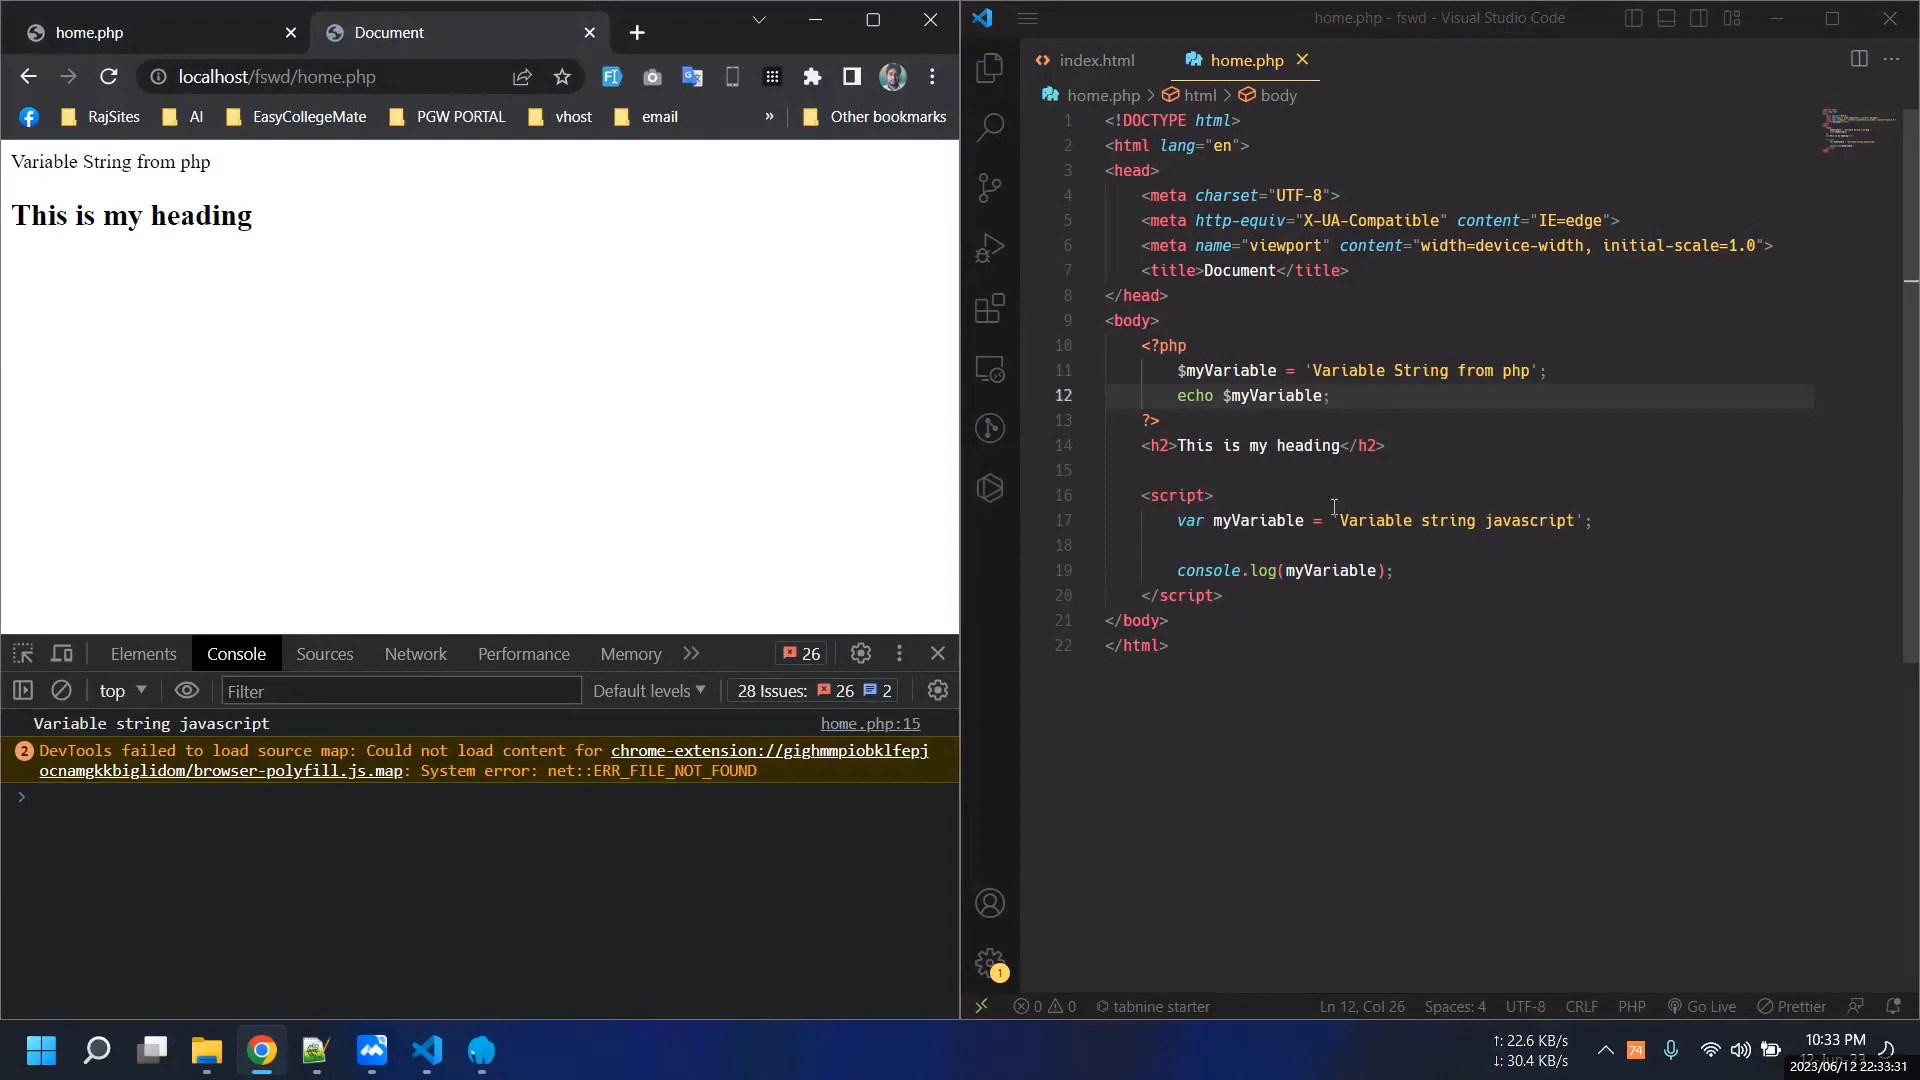 home.php
Document
localhost/fswd/home.php
RajSites
AI
EasyCollegeMate
PGW PORTAL
vhost
email
»
Other bookmarks
Variable String from php
This is my heading
Elements
Console
Sources
Network
Performance
Memory
26
top
Filter
Default levels
28 Issues: 26 2
Variable string javascript
home.php:15
2 DevTools failed to load source map: Could not load content for chrome-extension://gighmmpiobklfepj
ocnamgkkbiglidom/browser-polyfill.js.map: System error: net::ERR_FILE_NOT_FOUND
>
home.php - fswd - Visual Studio Code
index.html
home.php
home.php > html > body
1 <!DOCTYPE html>
2 <html lang="en">
3 <head>
4 <meta charset="UTF-8">
5 <meta http-equiv="X-UA-Compatible" content="IE=edge">
6 <meta name="viewport" content="width=device-width, initial-scale=1.0">
7 <title>Document</title>
8 </head>
9 <body>
10 <?php
11 $myVariable = 'Variable String from php';
12 echo $myVariable;
13 ?>
14 <h2>This is my heading</h2>
15
16 <script>
17 var myVariable = 'Variable string javascript';
18
19 console.log(myVariable);
20 </script>
21 </body>
22 </html>
1
0 0
tabnine starter
Ln 12, Col 26
Spaces: 4
UTF-8
CRLF
PHP
Go Live
Prettier
↑: 22.6 KB/s
↓: 30.4 KB/s
74
10:33 PM
12-Jun-23
2023/06/12 22:33:31